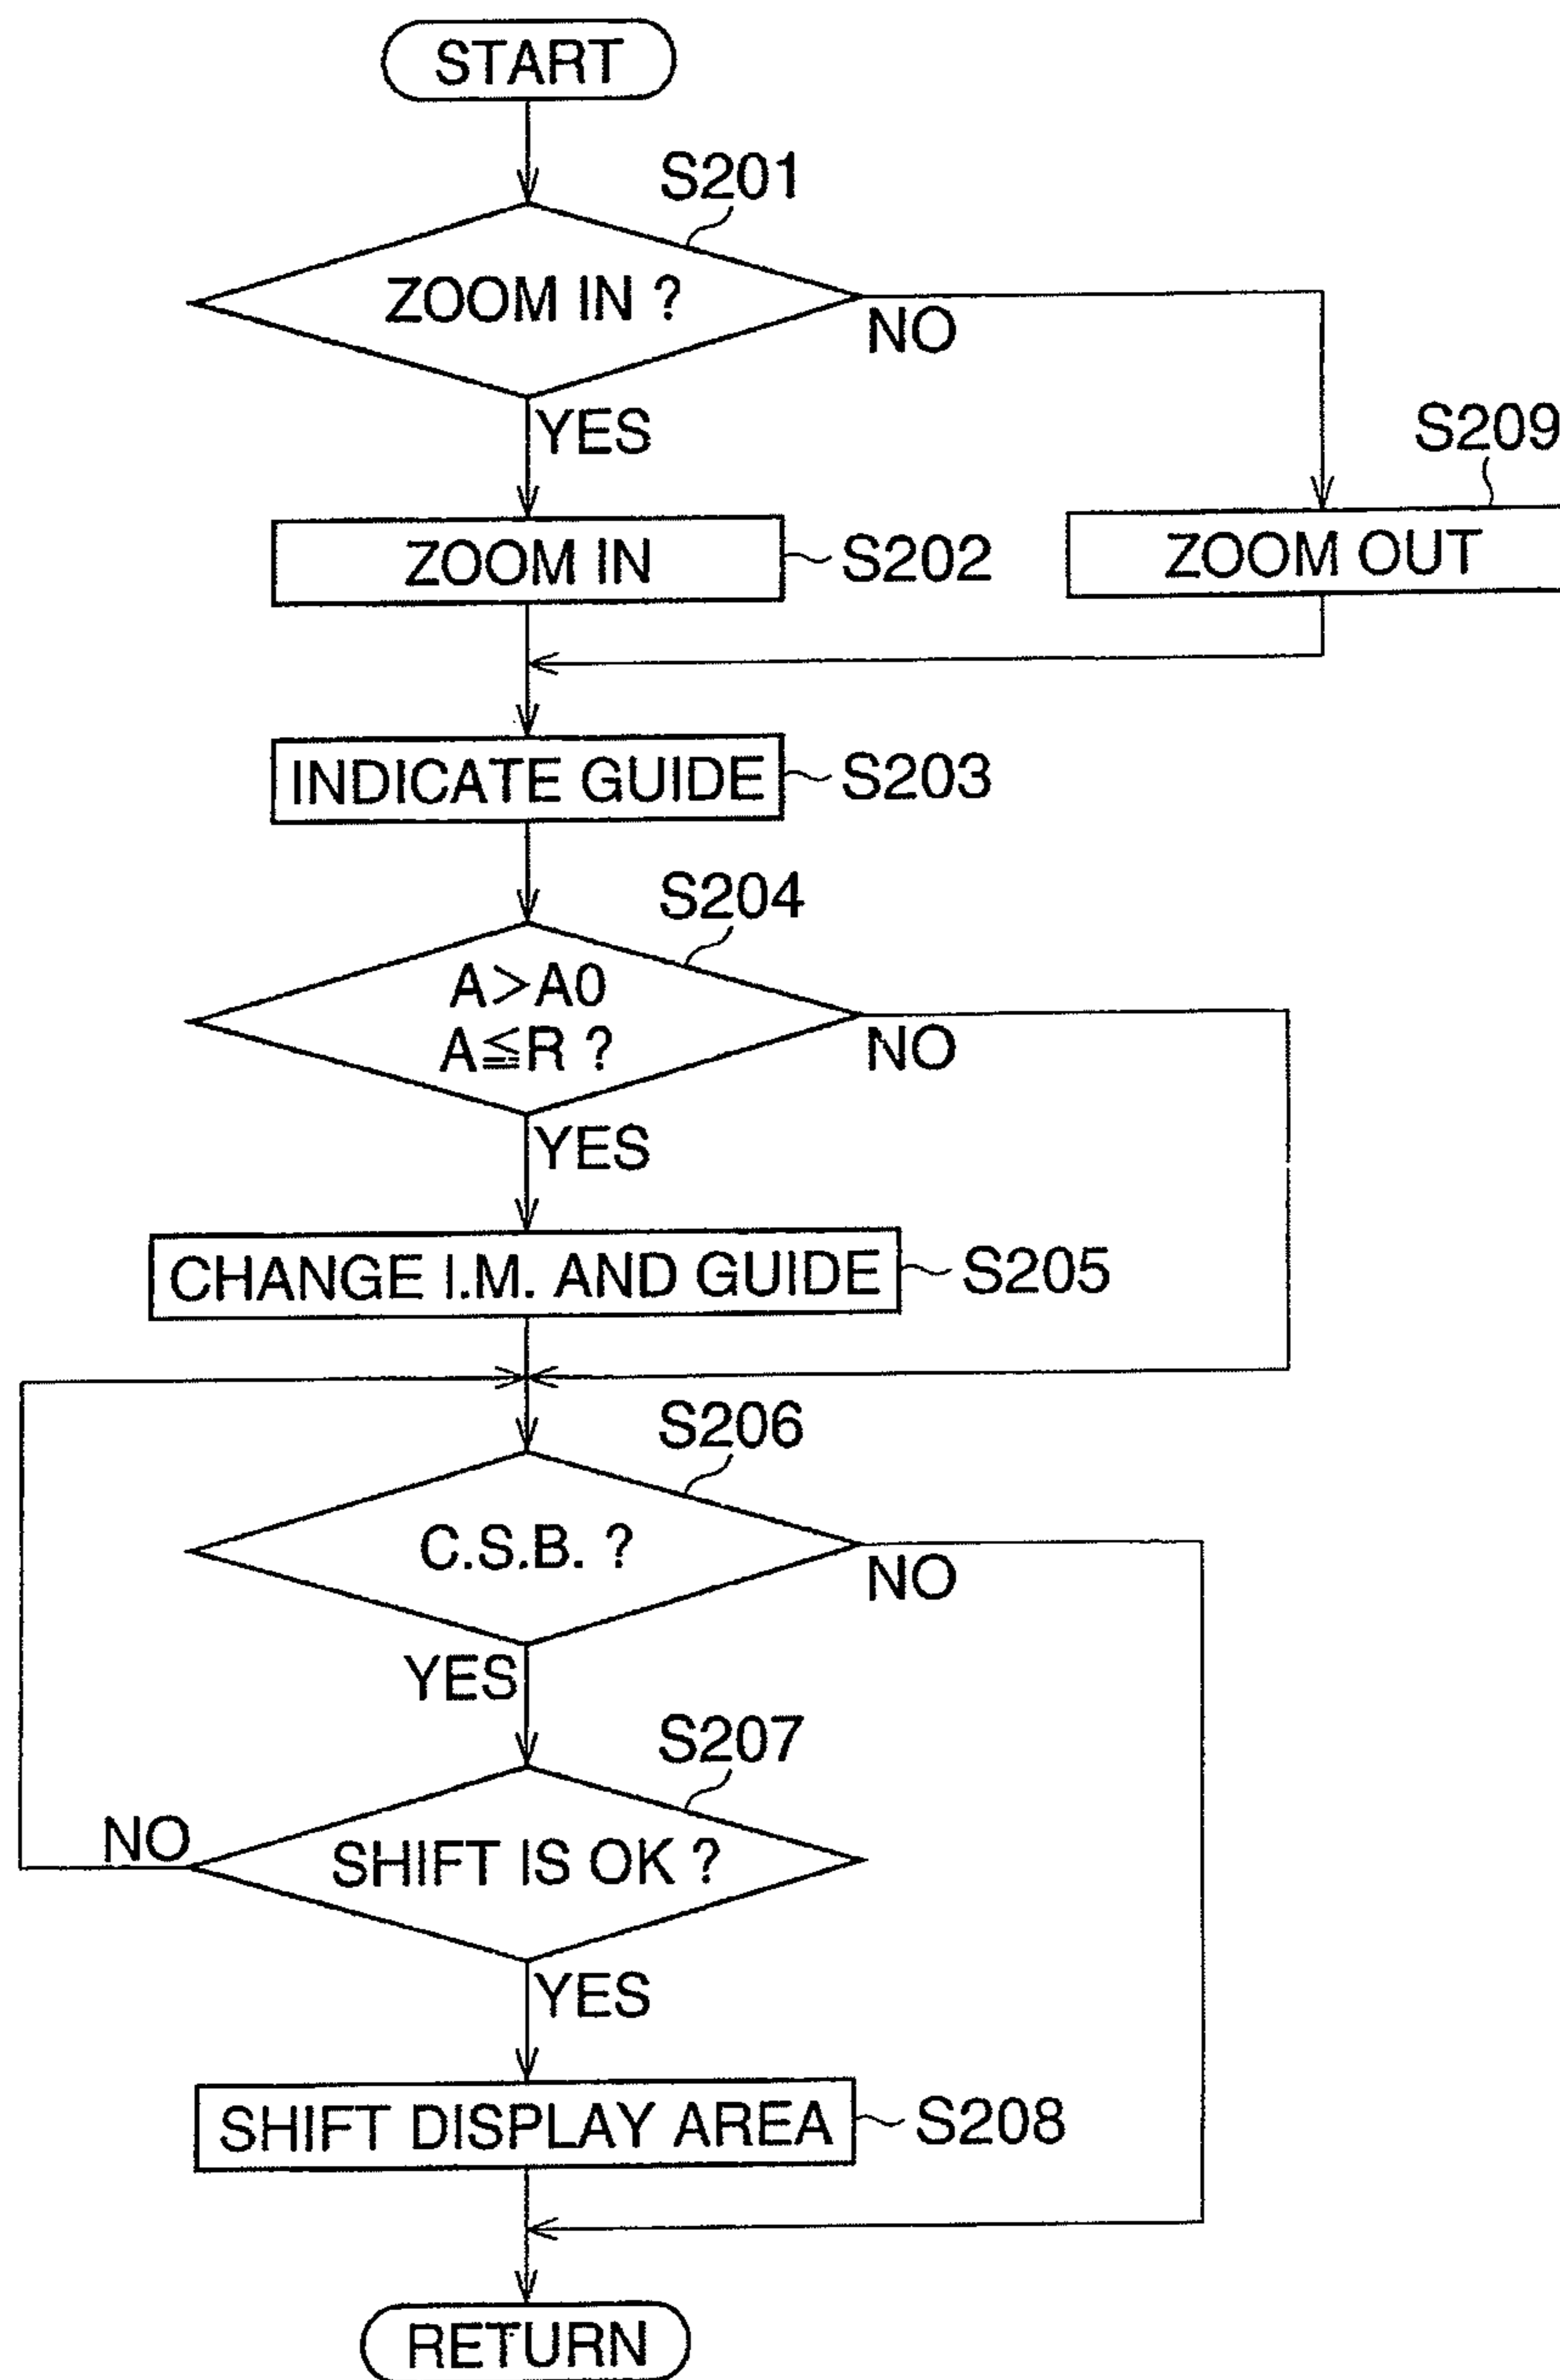 START
S201
ZOOM IN ?
NO
YES
S209
ZOOM IN
S202
ZOOM OUT
INDICATE GUIDE
S203
S204
A>A0
A≦R ?
NO
YES
CHANGE I.M. AND GUIDE
S205
S206
C.S.B. ?
NO
YES
S207
NO
SHIFT IS OK ?
YES
SHIFT DISPLAY AREA
S208
RETURN